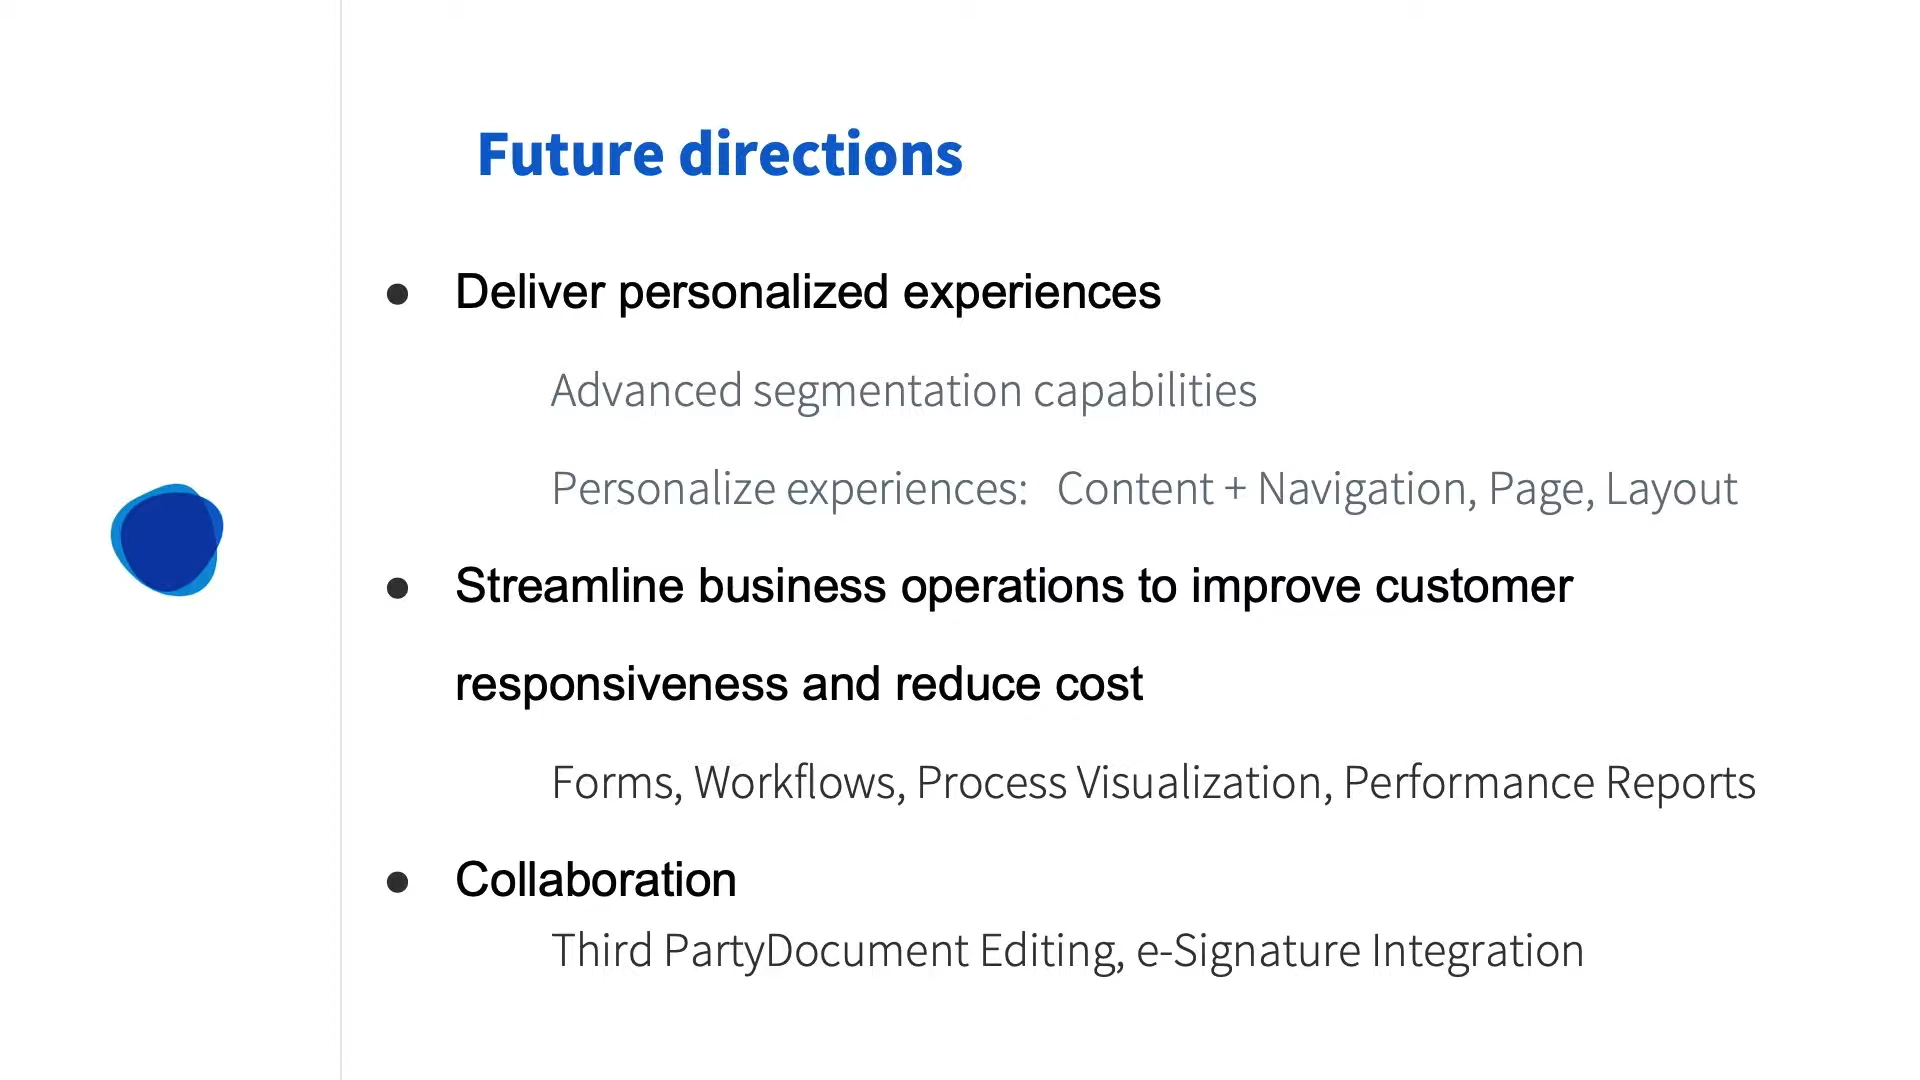 Future directions
● Deliver personalized experiences
Advanced segmentation capabilities
Personalize experiences: Content + Navigation, Page, Layout
● Streamline business operations to improve customer
responsiveness and reduce cost
Forms, Workflows, Process Visualization, Performance Reports
● Collaboration
Third PartyDocument Editing, e-Signature Integration